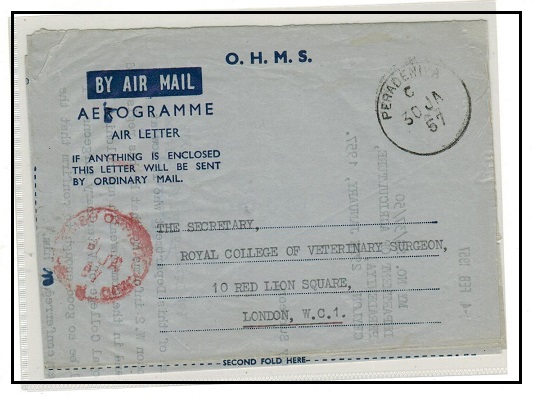 O. H. M. S.
BY AIR MAIL
AEROGRAMME
AIR LETTER
IF ANYTHING IS ENCLOSED
THIS LETTER WILL BE SENT
BY ORDINARY MAIL.
PERADENIYA
C
30 JA
57
THE SECRETARY,
ROYAL COLLEGE OF VETERINARY SURGEON,
10 RED LION SQUARE,
LONDON, W.C.1.
SECOND FOLD HERE